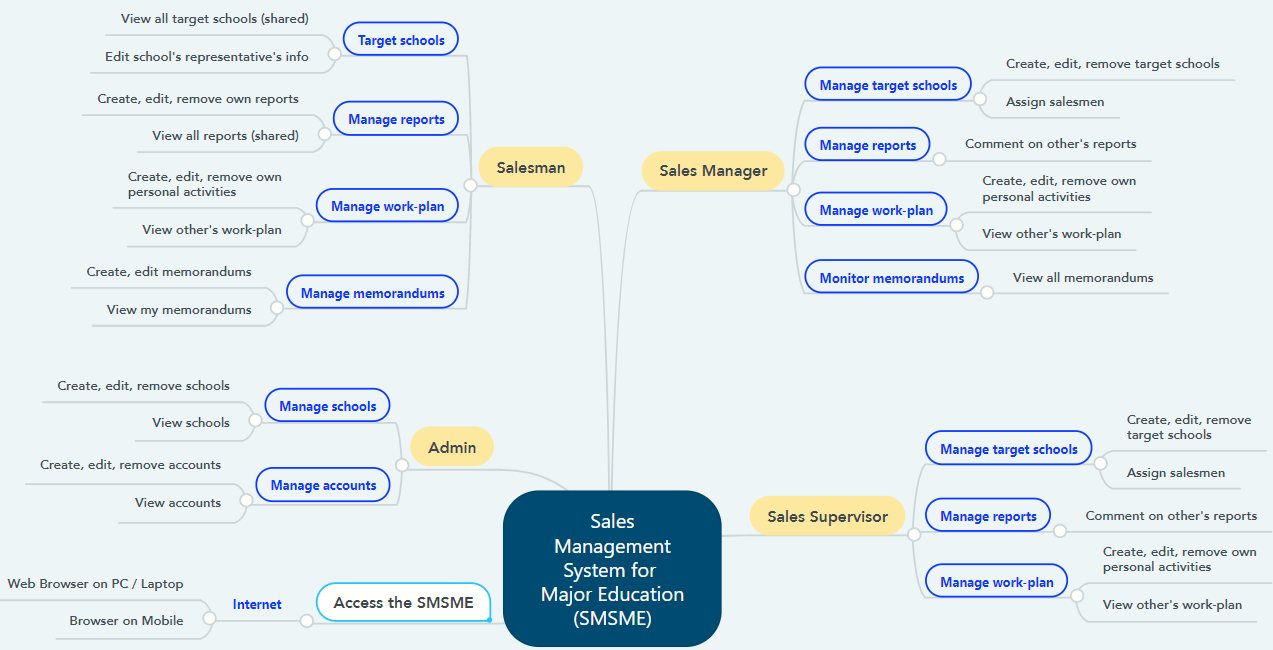 View all target schools (shared)
Edit school's representative's info
Target schools
Create, edit, remove own reports
View all reports (shared)
Manage reports
Create, edit, remove own
personal activities
View other's work-plan
Manage work-plan
Create, edit memorandums
View my memorandums
Manage memorandums
Salesman
Sales Manager
Manage target schools
Create, edit, remove target schools
Assign salesmen
Manage reports
Comment on other's reports
Manage work-plan
Create, edit, remove own
personal activities
View other's work-plan
Monitor memorandums
View all memorandums
Create, edit, remove schools
View schools
Manage schools
Create, edit, remove accounts
View accounts
Manage accounts
Admin
Sales Supervisor
Manage target schools
Create, edit, remove
target schools
Assign salesmen
Manage reports
Comment on other's reports
Manage work-plan
Create, edit, remove own
personal activities
View other's work-plan
Web Browser on PC / Laptop
Browser on Mobile
Internet
Access the SMSME
Sales
Management
System for
Major Education
(SMSME)